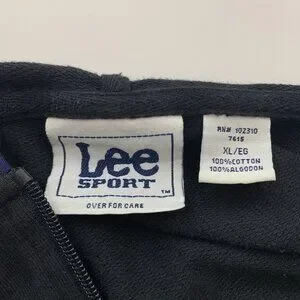 Lee
SPORT
TM
OVER FOR CARE
RN# 102310
7615
XL/EG
100% COTTON
100% ALGODON